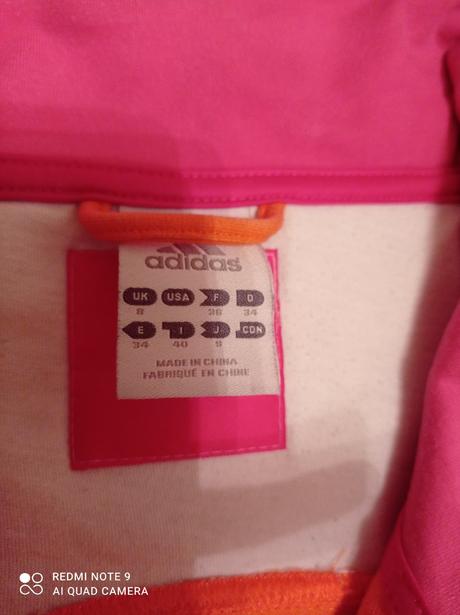 adidas
UK USA F D
8 36 34
E I J CDN
34 40 9
MADE IN CHINA
FABRIQUÉ EN CHINE
REDMI NOTE 9
AI QUAD CAMERA